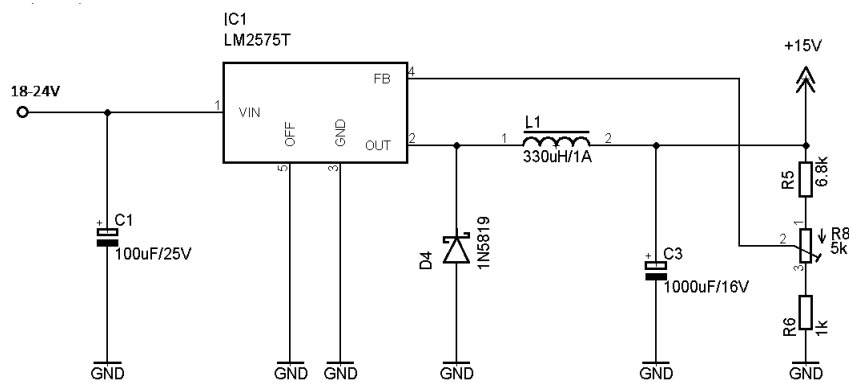 IC1
LM2575T
+15V
18-24V
1
VIN
FB
4
OFF
GND
OUT
2
5
3
L1
1
2
330uH/1A
R5
6.8k
C1
100uF/25V
D4
1N5819
C3
1000uF/16V
1
2
3
R8
5k
R6
1k
GND
GND
GND
GND
GND
GND